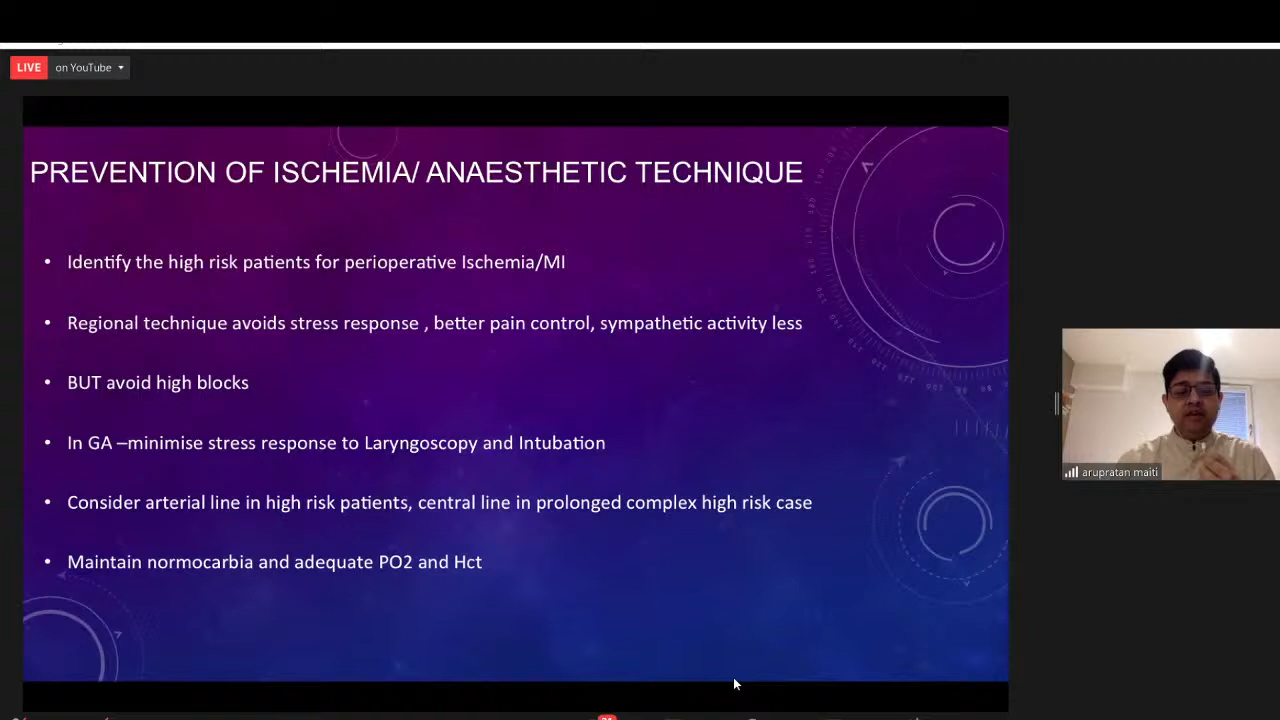 LIVE on YouTube
PREVENTION OF ISCHEMIA/ ANAESTHETIC TECHNIQUE
• Identify the high risk patients for perioperative Ischemia/MI
• Regional technique avoids stress response , better pain control, sympathetic activity less
• BUT avoid high blocks
• In GA –minimise stress response to Laryngoscopy and Intubation
• Consider arterial line in high risk patients, central line in prolonged complex high risk case
• Maintain normocarbia and adequate PO2 and Hct
arupratan maiti